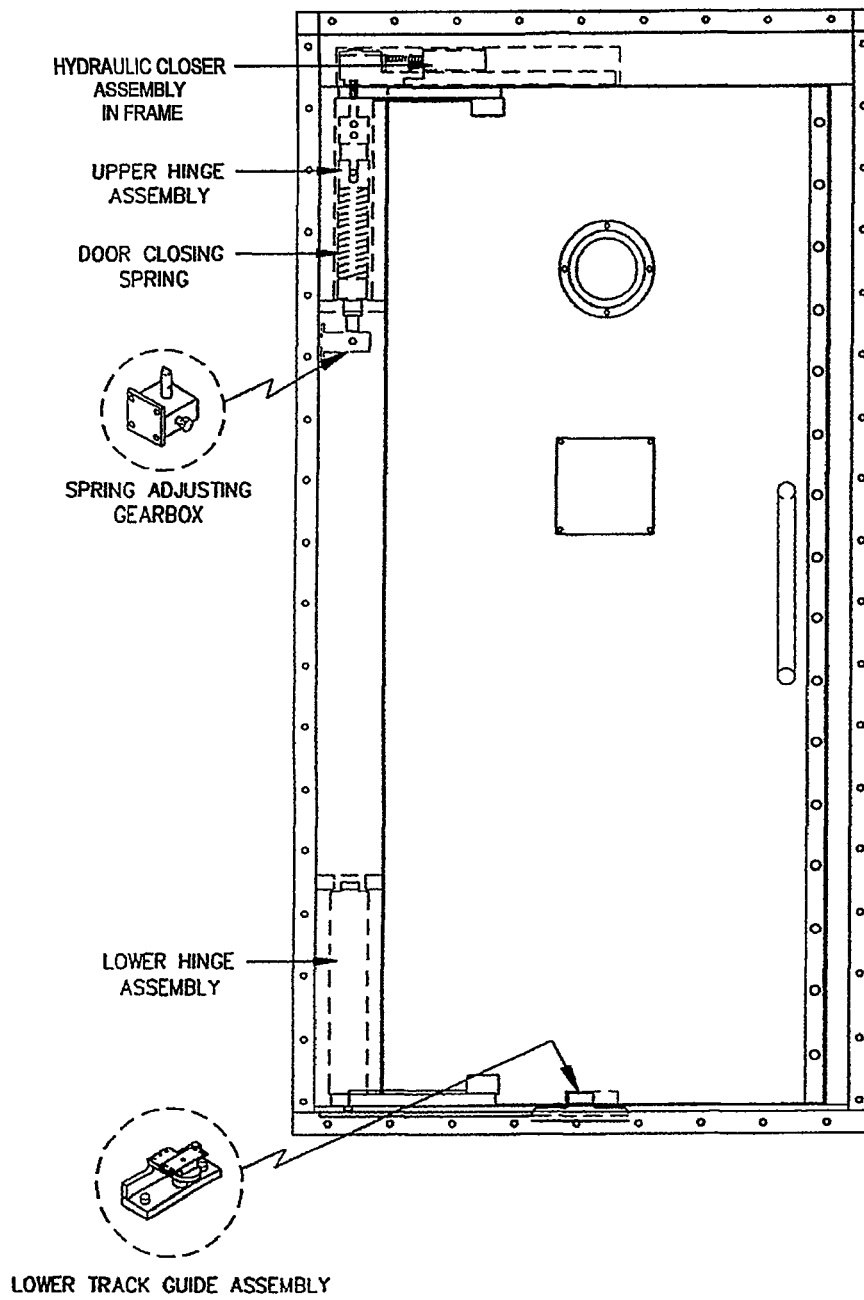 HYDRAULIC CLOSER
ASSEMBLY
IN FRAME
UPPER HINGE
ASSEMBLY
DOOR CLOSING
SPRING
SPRING ADJUSTING
GEARBOX
LOWER HINGE
ASSEMBLY
LOWER TRACK GUIDE ASSEMBLY